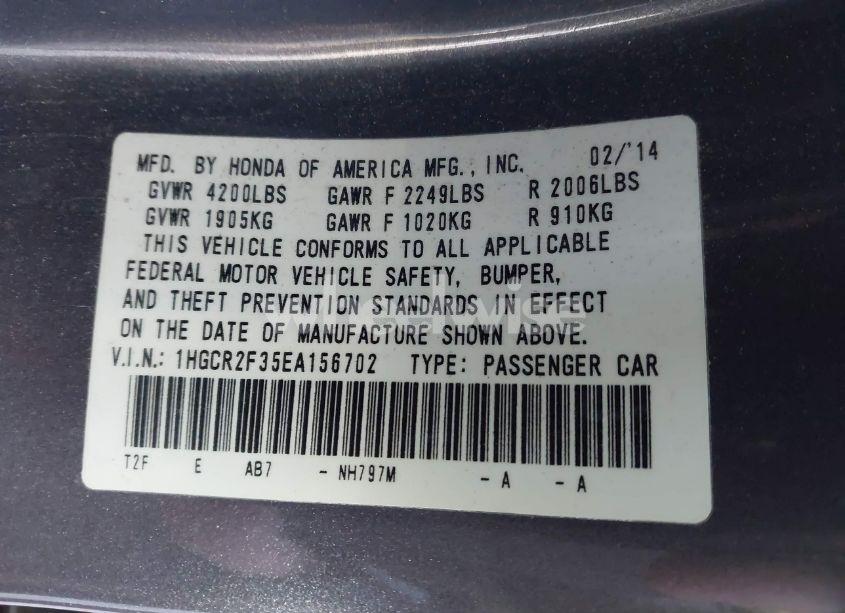 MFD. BY HONDA OF AMERICA MFG., INC. 02/'14
GVWR 4200LBS GAWR F 2249LBS R 2006LBS
GVWR 1905KG GAWR F 1020KG R 910KG
THIS VEHICLE CONFORMS TO ALL APPLICABLE
FEDERAL MOTOR VEHICLE SAFETY, BUMPER,
AND THEFT PREVENTION STANDARDS IN EFFECT
ON THE DATE OF MANUFACTURE SHOWN ABOVE.
V.I.N.: 1HGCR2F35EA156702 TYPE: PASSENGER CAR
T2F E AB7 - NH797M - A - A